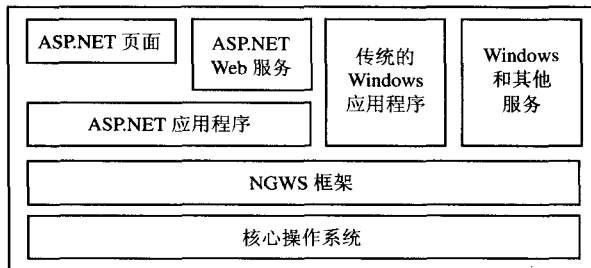 ASP.NET 页面
ASP.NET
Web 服务
传统的
Windows
应用程序
Windows
和其他
服务
ASP.NET 应用程序
NGWS 框架
核心操作系统